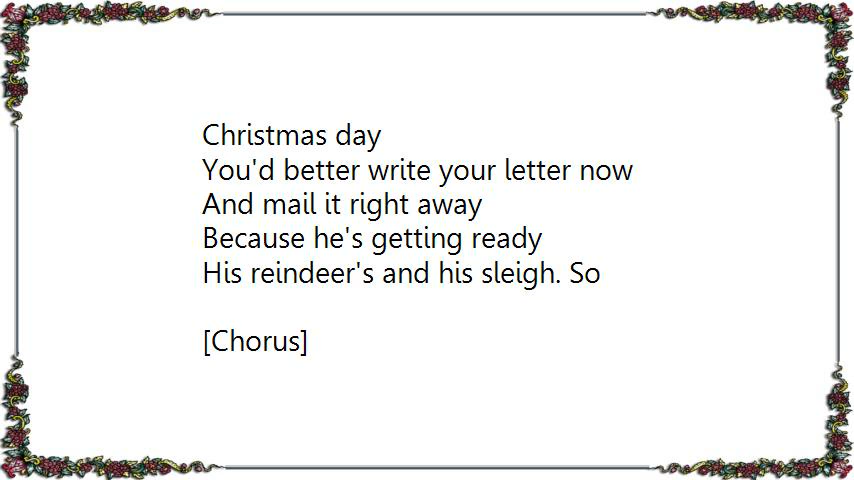 Christmas day
You'd better write your letter now
And mail it right away
Because he's getting ready
His reindeer's and his sleigh. So
[Chorus]